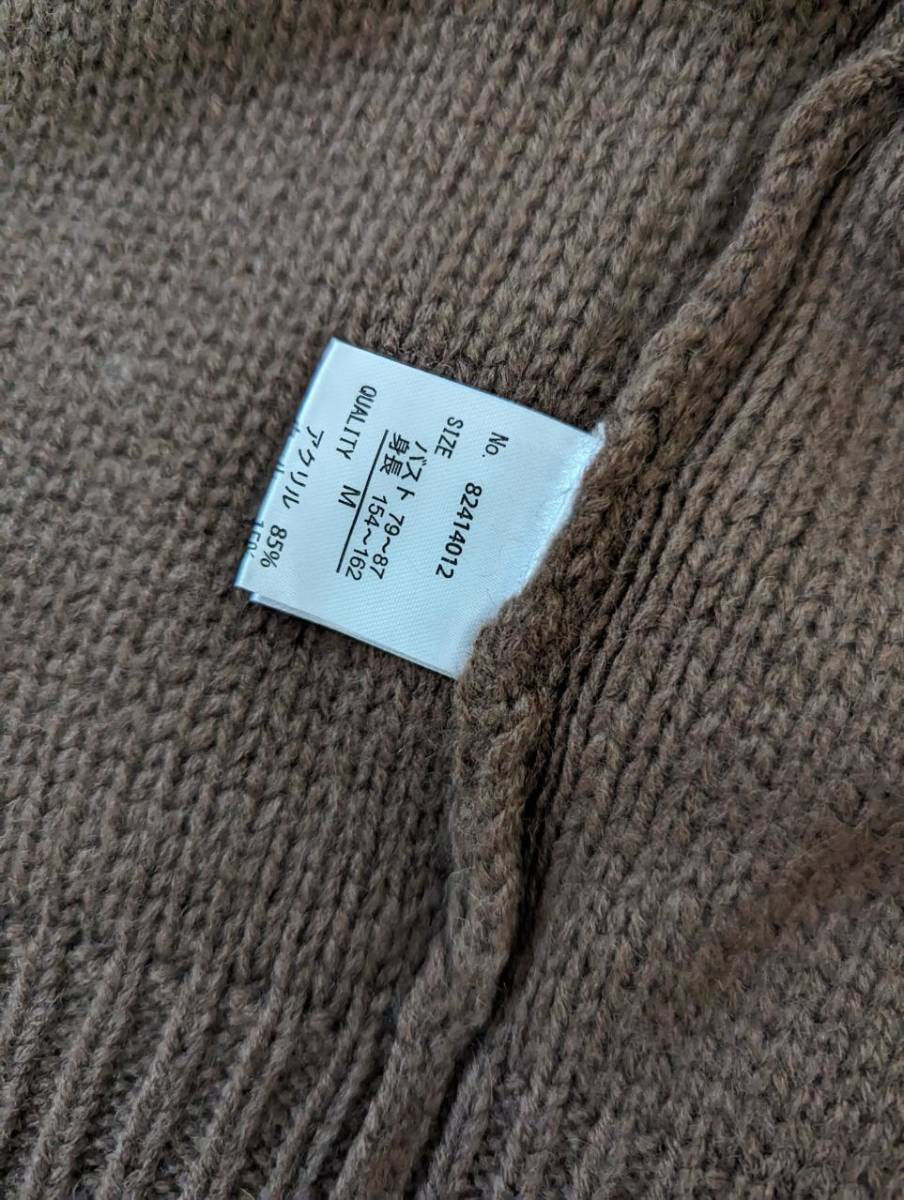 No. 82414012
SIZE
バスト 79~87
身長 154~162
M
QUALITY
アクリル 85%